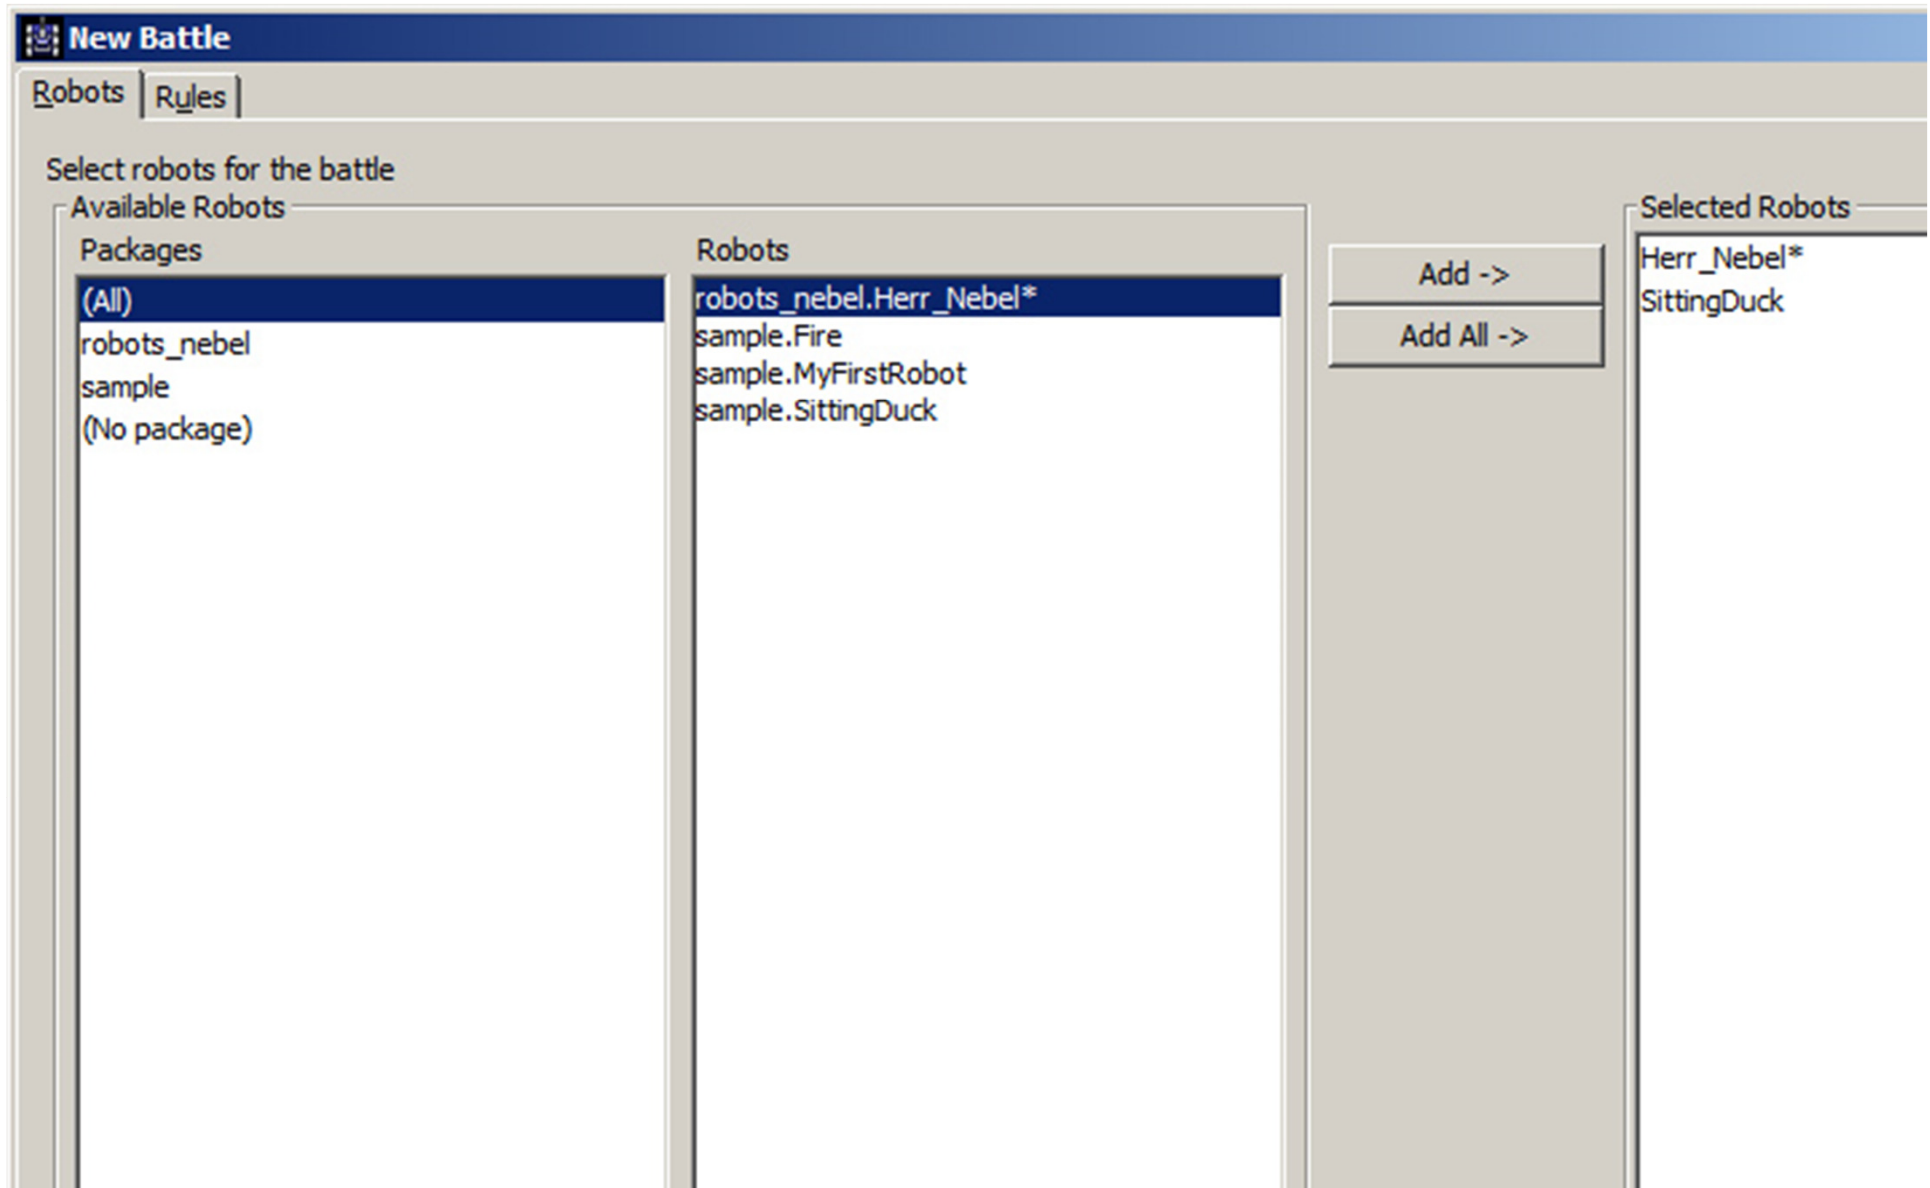 New Battle
Robots Rules
Select robots for the battle
Available Robots
Packages
(All)
robots_nebel
sample
(No package)
Robots
robots_nebel.Herr_Nebel*
sample.Fire
sample.MyFirstRobot
sample.SittingDuck
Add ->
Add All ->
Selected Robots
Herr_Nebel*
SittingDuck